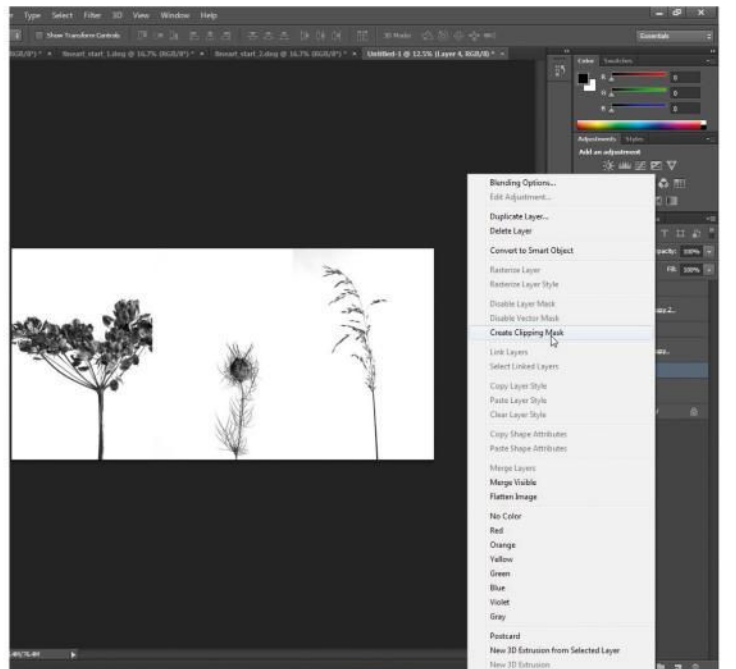 Type Select Filter 3D View Window Help
Show Transform Controls 3D Mode Essentials
Untitled-1 @ 12.5% (Layer 4, RGB/8) *
Color Swatches
R 0
G 0
B 0
Adjustments Styles
Add an adjustment
100%
Fill: 100%
Blending Options...
Edit Adjustment...
Duplicate Layer...
Delete Layer
Convert to Smart Object
Rasterize Layer
Rasterize Layer Style
Disable Layer Mask
Disable Vector Mask
Create Clipping Mask
Link Layers
Select Linked Layers
Copy Layer Style
Paste Layer Style
Clear Layer Style
Copy Shape Attributes
Paste Shape Attributes
Merge Layers
Merge Visible
Flatten Image
No Color
Red
Orange
Yellow
Green
Blue
Violet
Gray
Postcard
New 3D Extrusion from Selected Layer
New 3D Extrusion